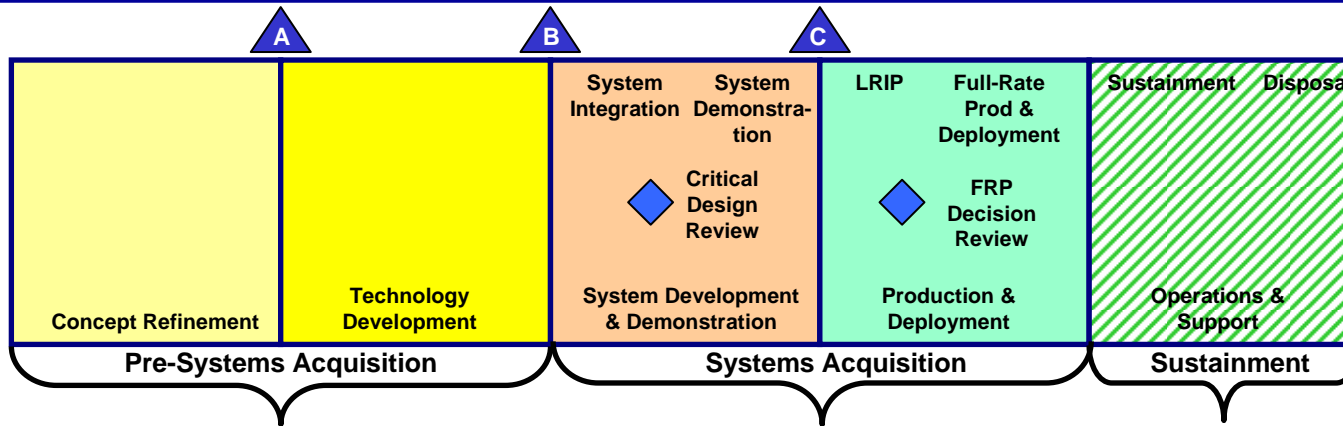 A
B
C
System
Integration
System
Demonstra-
tion
LRIP
Full-Rate
Prod &
Deployment
Sustainment
Disposa
Critical
Design
Review
FRP
Decision
Review
Concept Refinement
Technology
Development
System Development
& Demonstration
Production &
Deployment
Operations &
Support
Pre-Systems Acquisition
Systems Acquisition
Sustainment